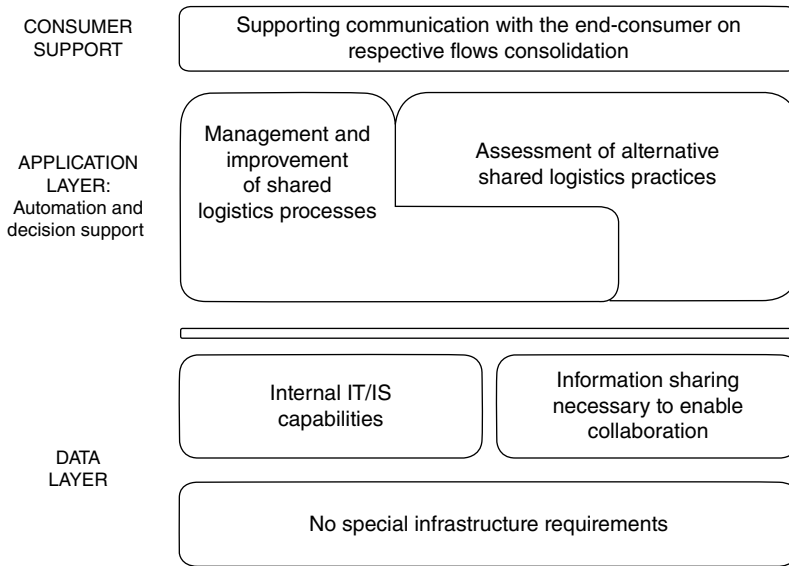 CONSUMER
SUPPORT
Supporting communication with the end-consumer on
respective flows consolidation
APPLICATION
LAYER:
Automation and
decision support
Management and
improvement
of shared
logistics processes
Assessment of alternative
shared logistics practices
DATA
LAYER
Internal IT/IS
capabilities
Information sharing
necessary to enable
collaboration
No special infrastructure requirements